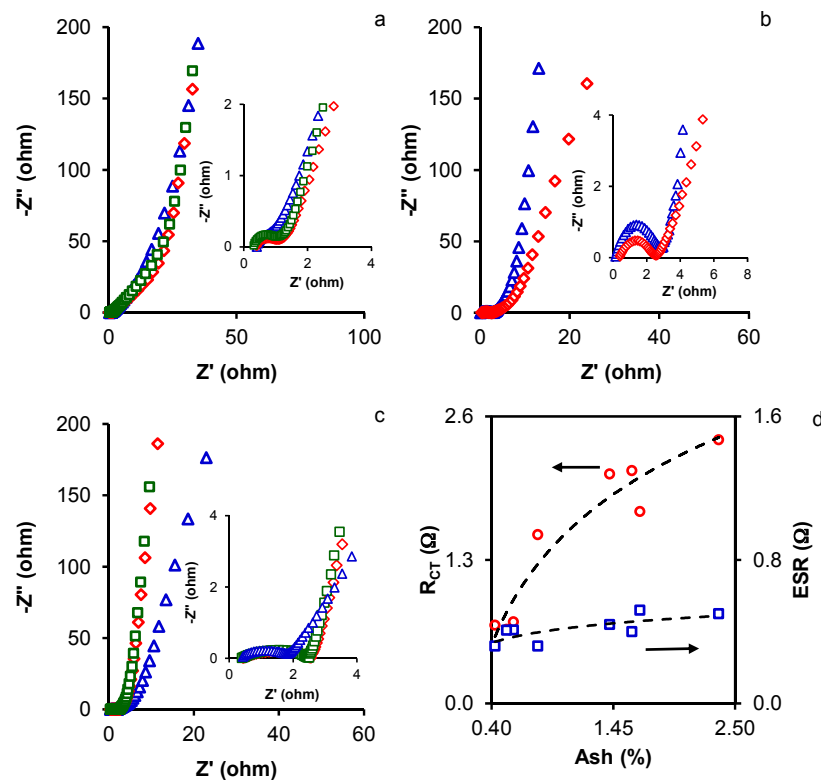 a
200
150
100
50
0
-Z'' (ohm)
0 50 100
Z' (ohm)
2
1
0
-Z'' (ohm)
0 2 4
Z' (ohm)
b
200
150
100
50
0
-Z'' (ohm)
0 20 40 60
Z' (ohm)
4
2
0
-Z'' (ohm)
0 2 4 6 8
Z' (ohm)
c
200
150
100
50
0
-Z'' (ohm)
0 20 40 60
Z' (ohm)
4
2
0
-Z'' (ohm)
0 2 4
Z' (ohm)
d
2.6
1.3
0.0
R_CT (Ω)
1.6
0.8
0.0
ESR (Ω)
0.40 1.45 2.50
Ash (%)